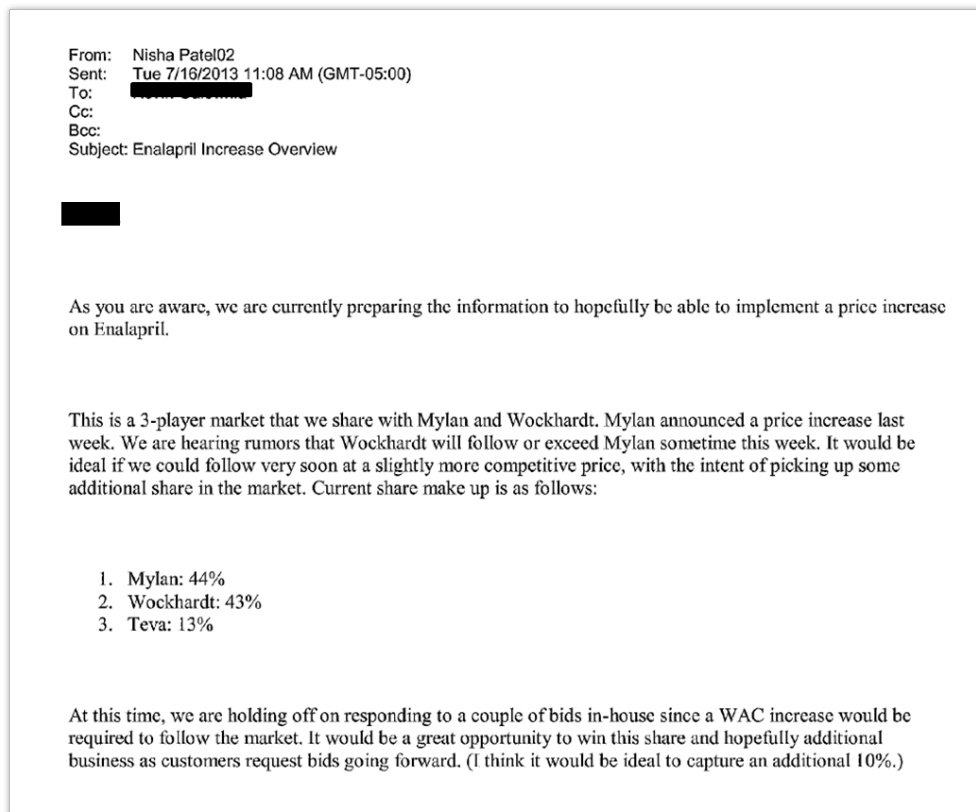 From: Nisha Patel02
Sent: Tue 7/16/2013 11:08 AM (GMT-05:00)
To:
Cc:
Bcc:
Subject: Enalapril Increase Overview
As you are aware, we are currently preparing the information to hopefully be able to implement a price increase
on Enalapril.
This is a 3-player market that we share with Mylan and Wockhardt. Mylan announced a price increase last
week. We are hearing rumors that Wockhardt will follow or exceed Mylan sometime this week. It would be
ideal if we could follow very soon at a slightly more competitive price, with the intent of picking up some
additional share in the market. Current share make up is as follows:
1. Mylan: 44%
2. Wockhardt: 43%
3. Teva: 13%
At this time, we are holding off on responding to a couple of bids in-house since a WAC increase would be
required to follow the market. It would be a great opportunity to win this share and hopefully additional
business as customers request bids going forward. (I think it would be ideal to capture an additional 10%.)